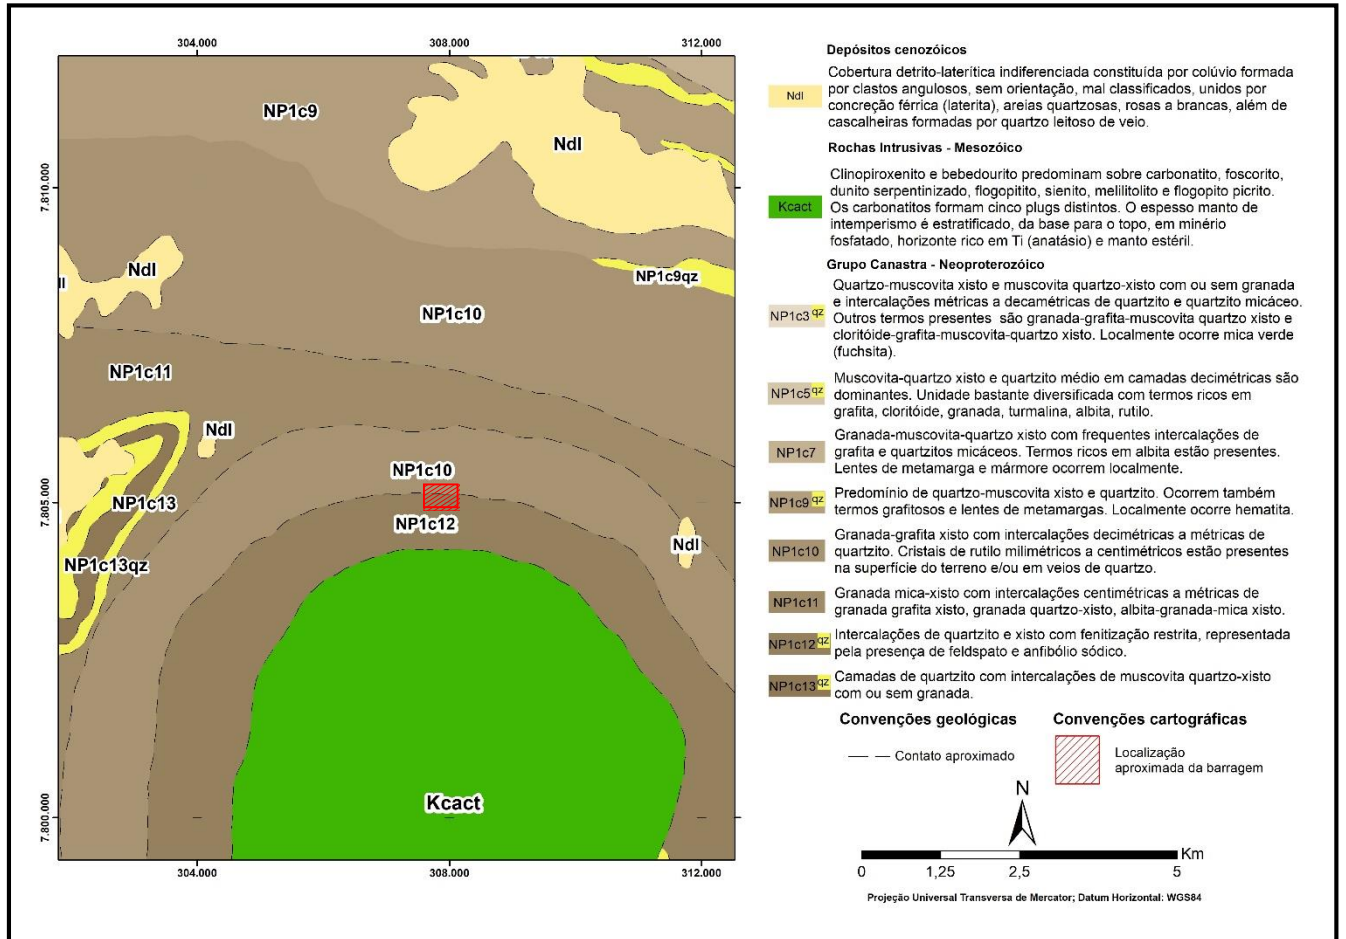 304.000
308.000
312.000
7.810.000
7.805.000
7.800.000
NP1c9
Ndl
Ndl
ll
NP1c9qz
NP1c10
NP1c11
Ndl
NP1c10
NP1c13
NP1c12
Ndl
NP1c13qz
Kcact
304.000
308.000
312.000
Depósitos cenozóicos
Ndl
Cobertura detrito-laterítica indiferenciada constituída por colúvio formada
por clastos angulosos, sem orientação, mal classificados, unidos por
concreção férrica (laterita), areias quartzosas, rosas a brancas, além de
cascalheiras formadas por quartzo leitoso de veio.
Rochas Intrusivas - Mesozóico
Kcact
Clinopiroxenito e bebedourito predominam sobre carbonatito, foscorito,
dunito serpentinizado, flogopitito, sienito, melilitolito e flogopito picrito.
Os carbonatitos formam cinco plugs distintos. O espesso manto de
intemperismo é estratificado, da base para o topo, em minério
fosfatado, horizonte rico em Ti (anatásio) e manto estéril.
Grupo Canastra - Neoproterozóico
NP1c3 qz
Quartzo-muscovita xisto e muscovita quartzo-xisto com ou sem granada
e intercalações métricas a decamétricas de quartzito e quartzito micáceo.
Outros termos presentes são granada-grafita-muscovita quartzo xisto e
cloritóide-grafita-muscovita-quartzo xisto. Localmente ocorre mica verde
(fuchsita).
NP1c5 qz
Muscovita-quartzo xisto e quartzito médio em camadas decimétricas são
dominantes. Unidade bastante diversificada com termos ricos em
grafita, cloritóide, granada, turmalina, albita, rutilo.
NP1c7
Granada-muscovita-quartzo xisto com frequentes intercalações de
grafita e quartzitos micáceos. Termos ricos em albita estão presentes.
Lentes de metamarga e mármore ocorrem localmente.
NP1c9 qz
Predomínio de quartzo-muscovita xisto e quartzito. Ocorrem também
termos grafitosos e lentes de metamargas. Localmente ocorre hematita.
NP1c10
Granada-grafita xisto com intercalações decimétricas a métricas de
quartzito. Cristais de rutilo milimétricos a centimétricos estão presentes
na superfície do terreno e/ou em veios de quartzo.
NP1c11
Granada mica-xisto com intercalações centimétricas a métricas de
granada grafita xisto, granada quartzo-xisto, albita-granada-mica xisto.
NP1c12 qz
Intercalações de quartzito e xisto com fenitização restrita, representada
pela presença de feldspato e anfibólio sódico.
NP1c13 qz
Camadas de quartzito com intercalações de muscovita quartzo-xisto
com ou sem granada.
Convenções geológicas
Contato aproximado
Convenções cartográficas
Localização
aproximada da barragem
N
Km
0 1,25 2,5 5
Projeção Universal Transversa de Mercator; Datum Horizontal: WGS84